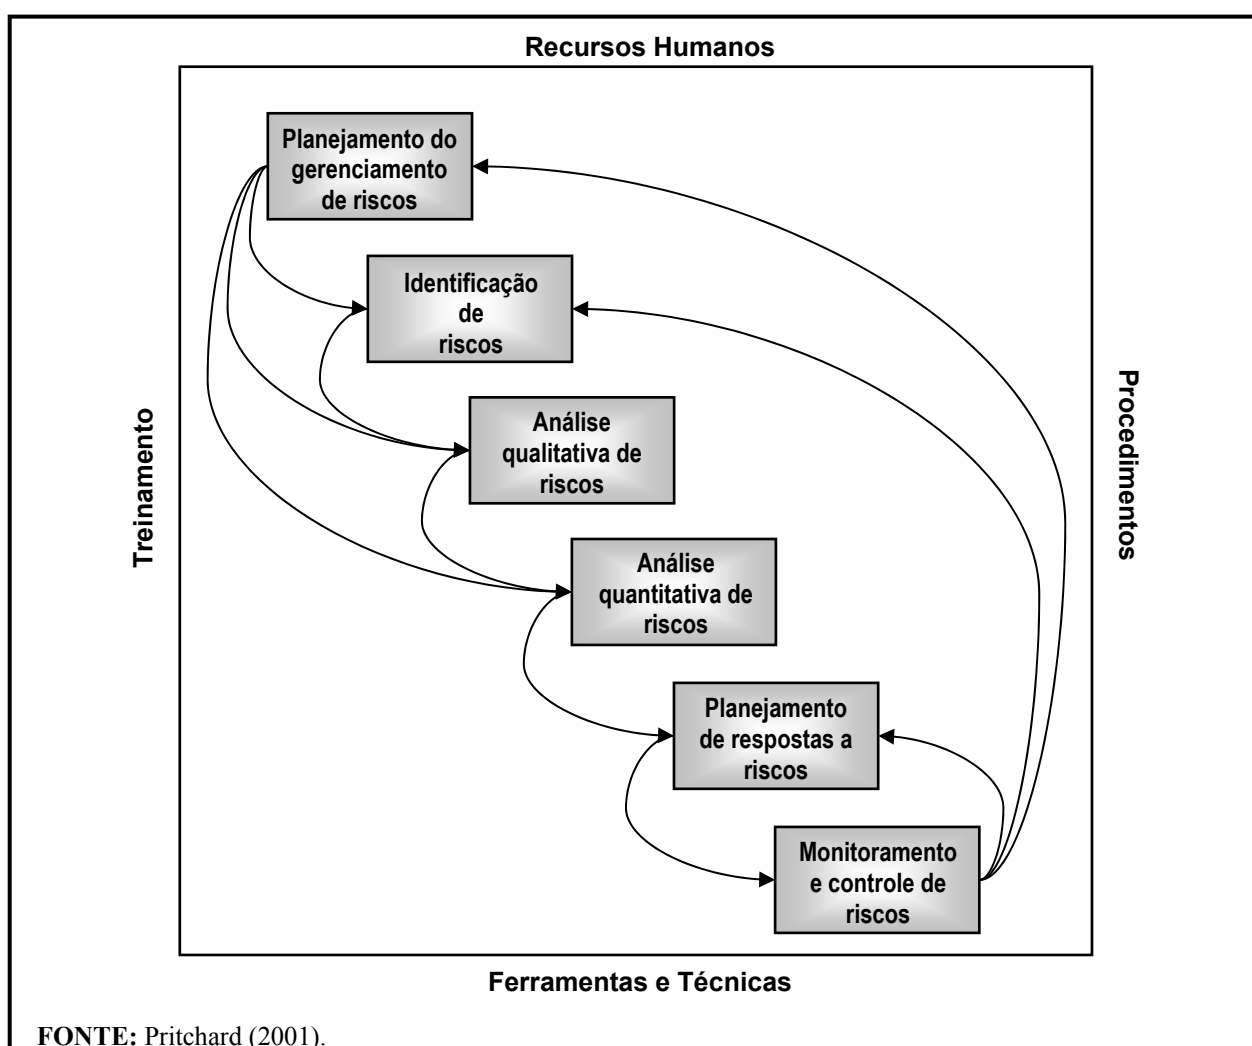 Recursos Humanos
Planejamento do
gerenciamento
de riscos
Identificação
de
riscos
Análise
qualitativa de
riscos
Análise
quantitativa de
riscos
Planejamento
de respostas a
riscos
Monitoramento
e controle de
riscos
Treinamento
Procedimentos
Ferramentas e Técnicas
FONTE: Pritchard (2001).